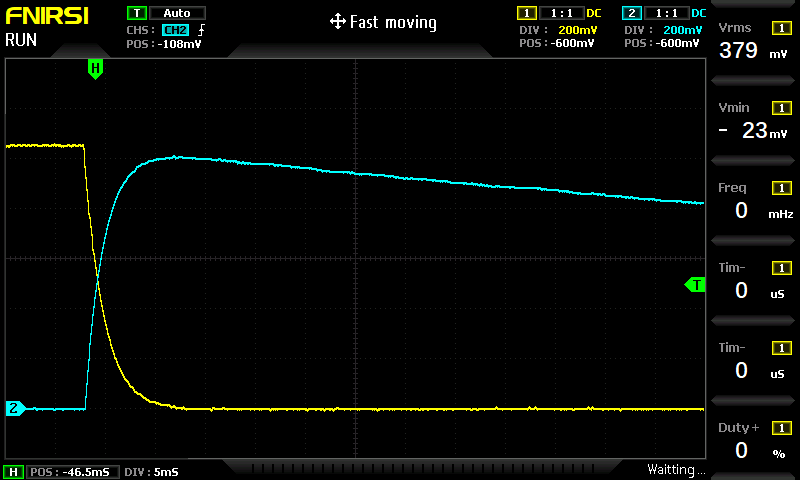 FNIRSI
RUN
T Auto
CHS: CH2
POS: -108mV
Fast moving
1 1:1 DC
DIV: 200mV
POS: -600mV
2 1:1 DC
DIV: 200mV
POS: -600mV
H
T
2
Vrms 1
379 mV
Vmin 1
- 23 mV
Freq 1
0 mHz
Tim- 1
0 uS
Tim- 1
0 uS
Duty+ 1
0 %
H POS: -46.5mS DIV: 5mS
Waitting...